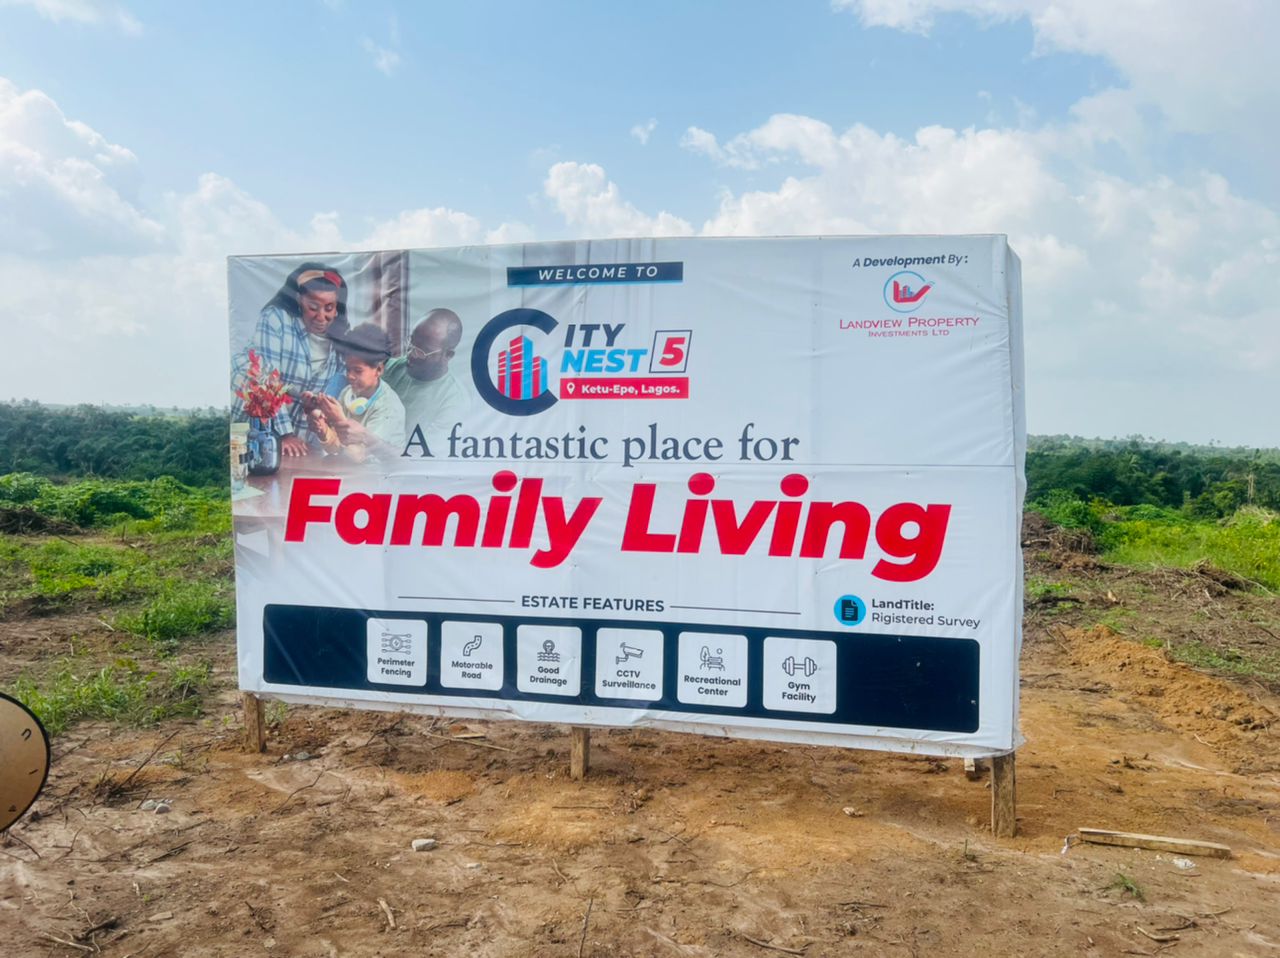 WELCOME TO
CITY
NEST 5
Ketu-Epe, Lagos.
A Development By:
LANDVIEW PROPERTY
INVESTMENTS LTD
A fantastic place for
Family Living
ESTATE FEATURES
LandTitle:
Rigistered Survey
Perimeter
Fencing
Motorable
Road
Good
Drainage
CCTV
Surveillance
Recreational
Center
Gym
Facility